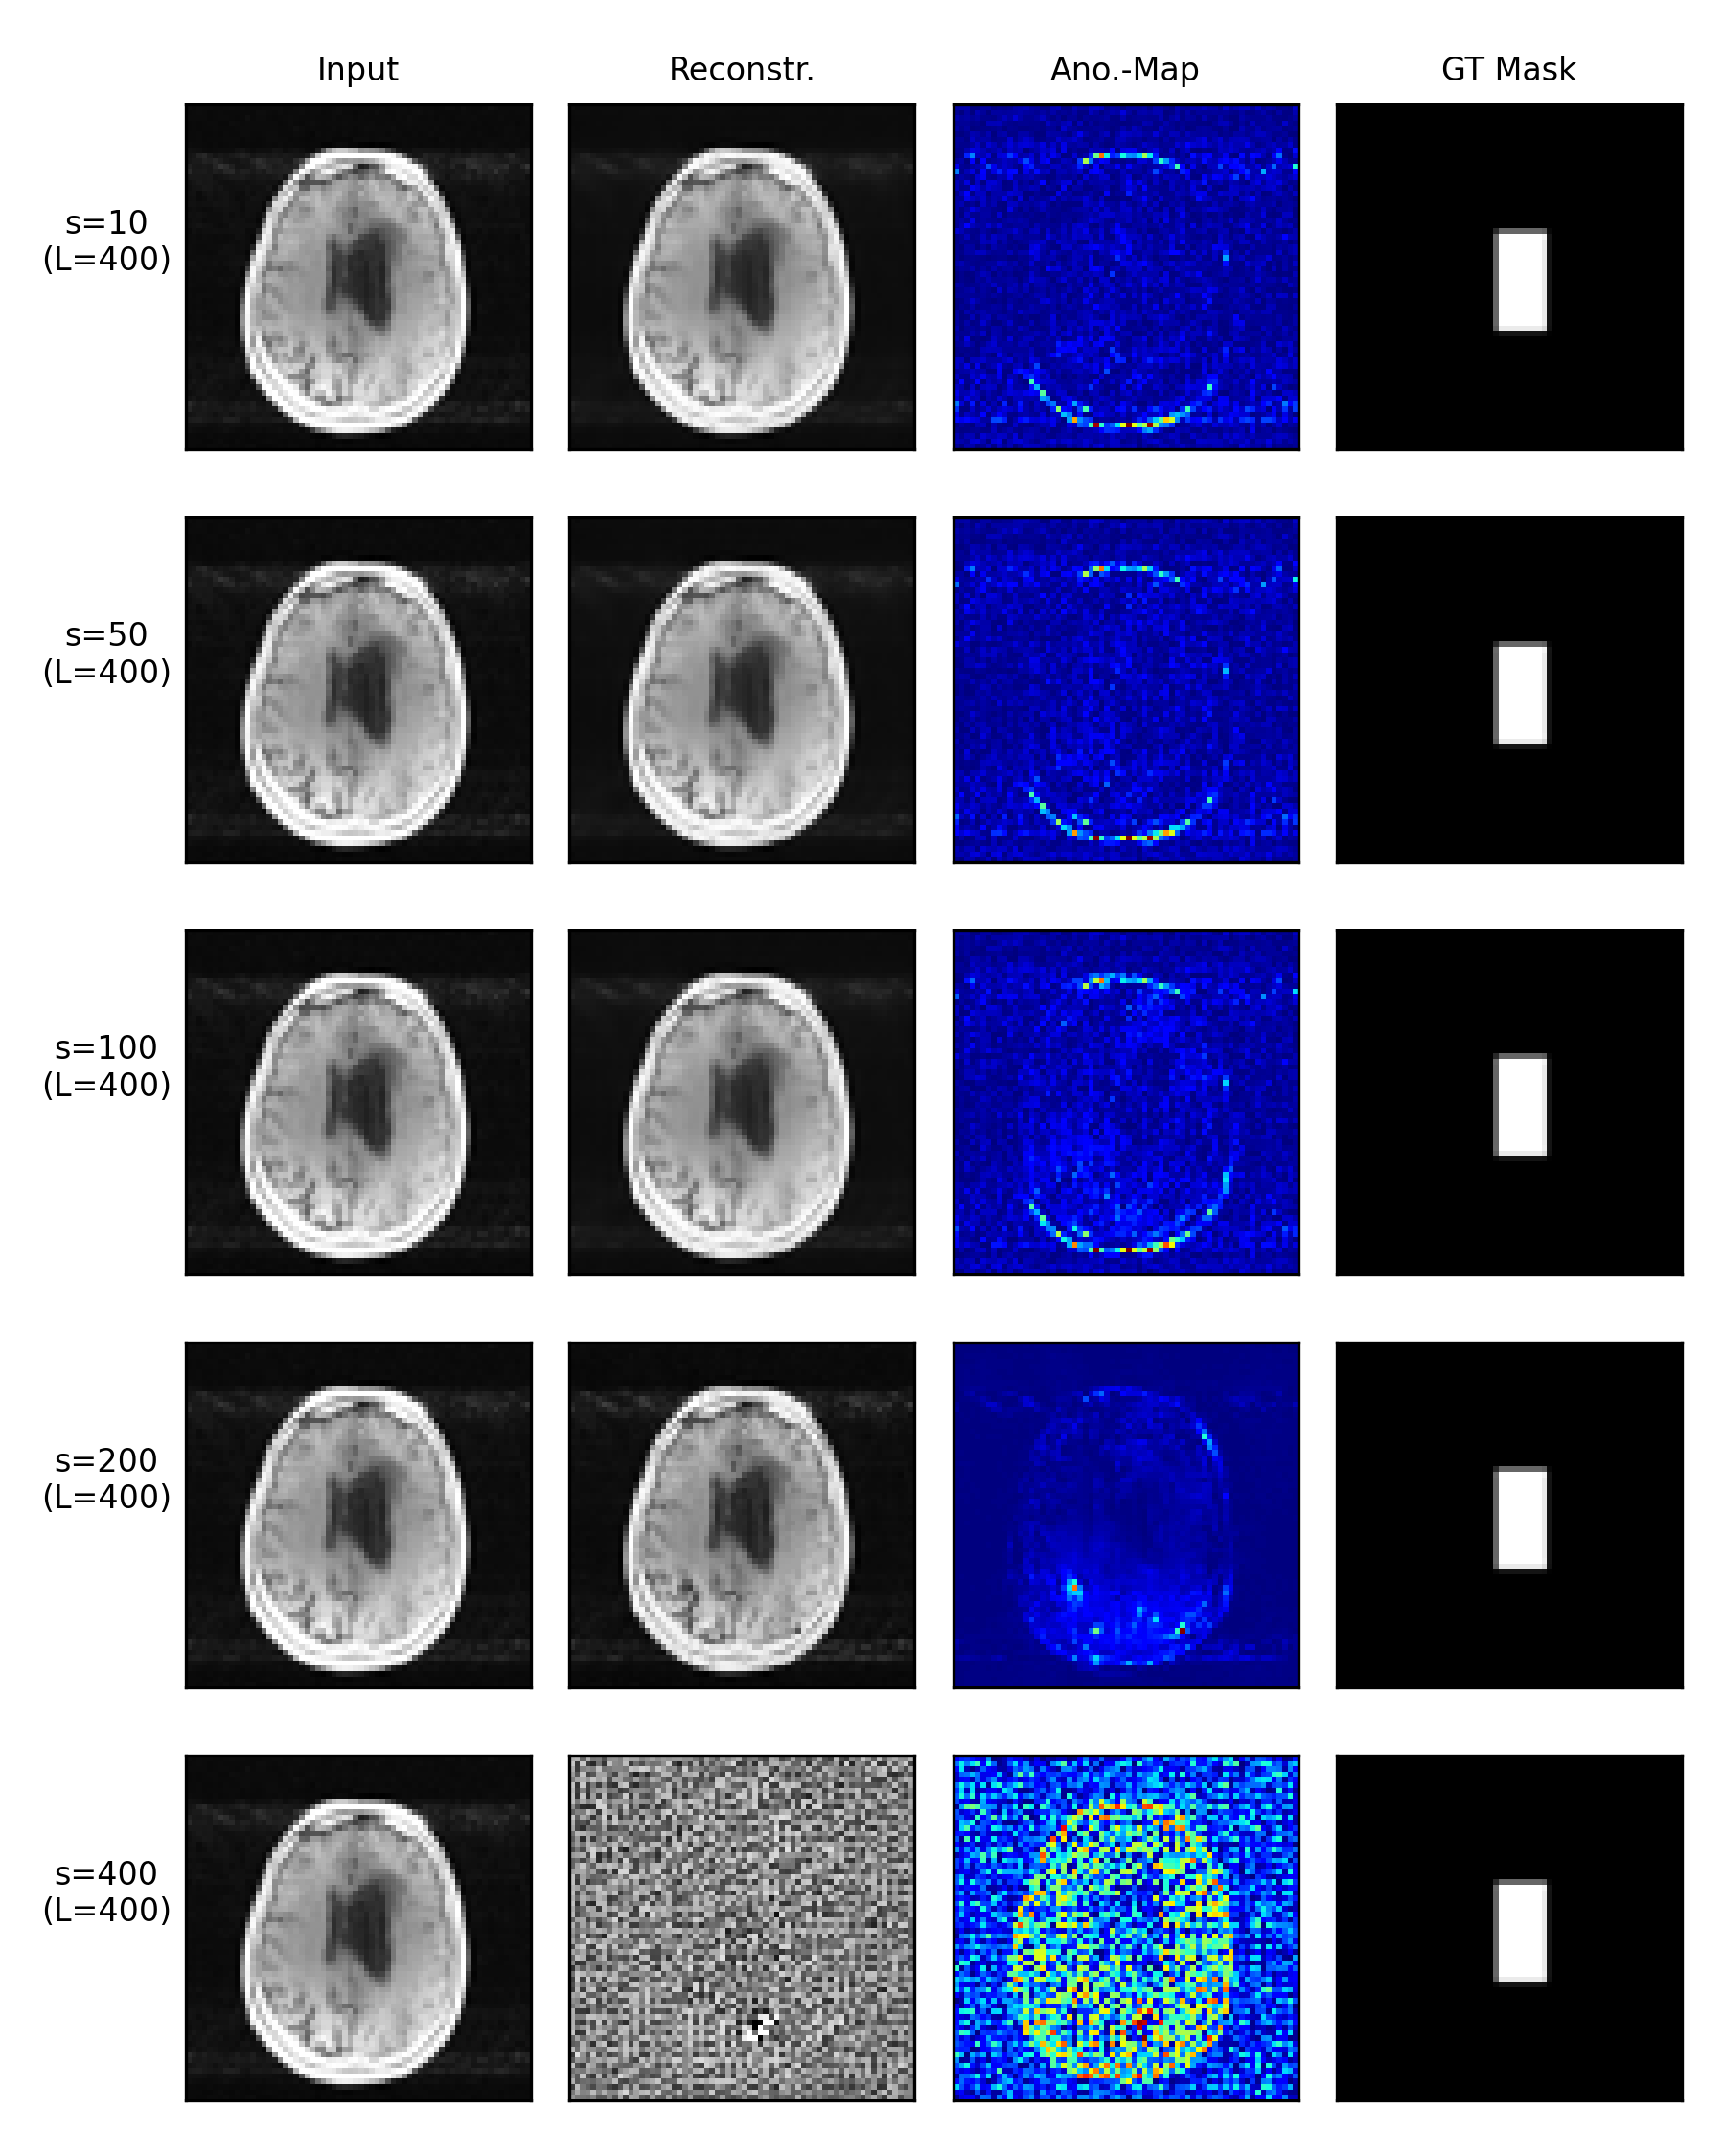 Input Reconstr. Ano.-Map GT Mask
s=10
(L=400)
s=50
(L=400)
s=100
(L=400)
s=200
(L=400)
s=400
(L=400)